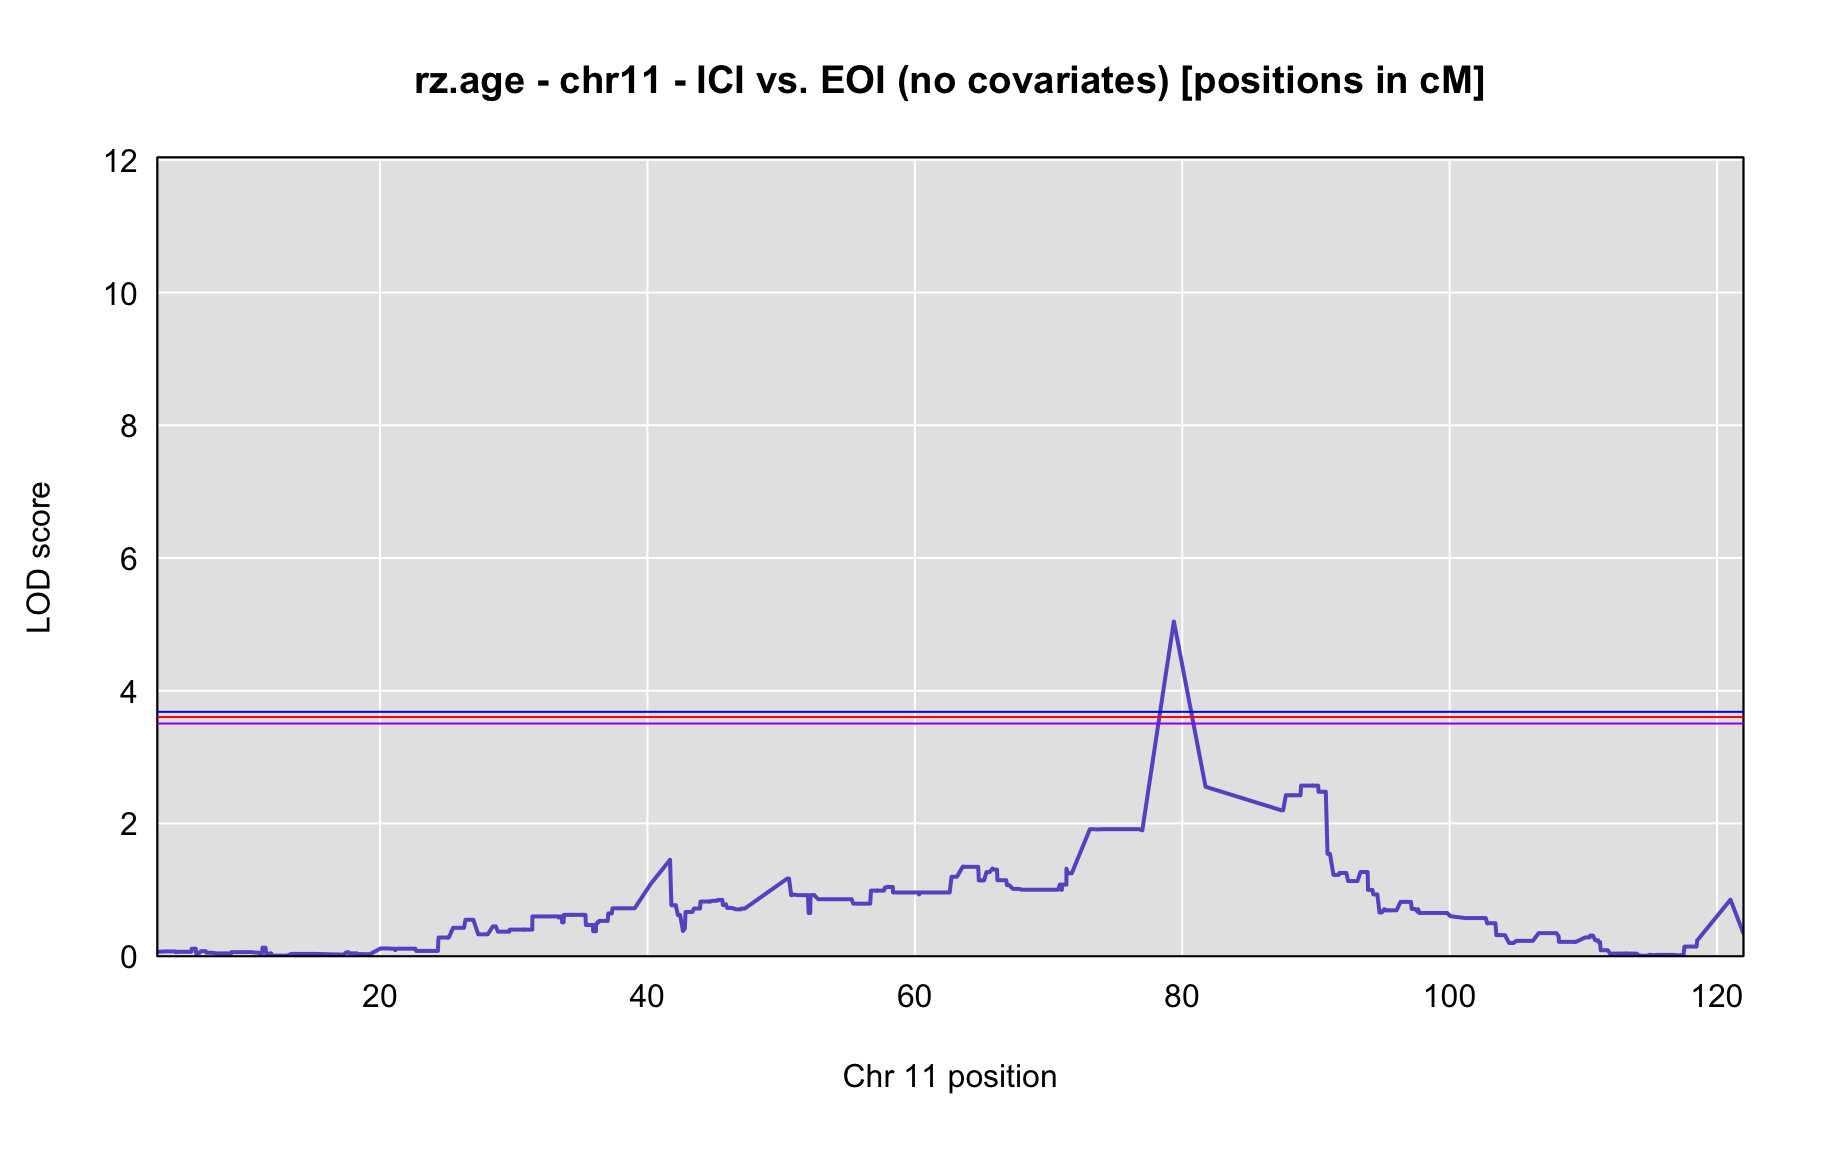 rz.age - chr11 - ICI vs. EOI (no covariates) [positions in cM]
12
10
8
6
4
2
0
LOD score
20 40 60 80 100 120
Chr 11 position